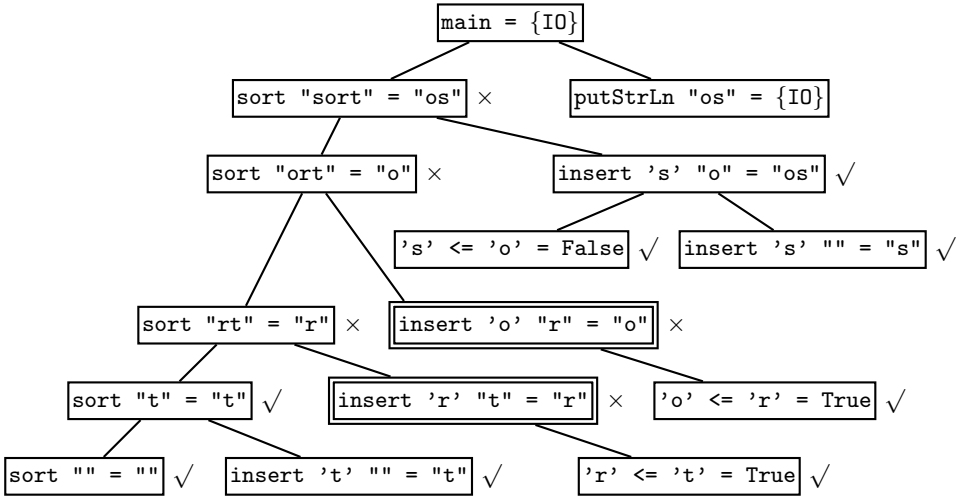 main = {IO}
sort "sort" = "os" ×
putStrLn "os" = {IO}
sort "ort" = "o" ×
insert 's' "o" = "os" √
's' <= 'o' = False √
insert 's' "" = "s" √
sort "rt" = "r" ×
insert 'o' "r" = "o" ×
sort "t" = "t" √
insert 'r' "t" = "r" ×
'o' <= 'r' = True √
sort "" = "" √
insert 't' "" = "t" √
'r' <= 't' = True √